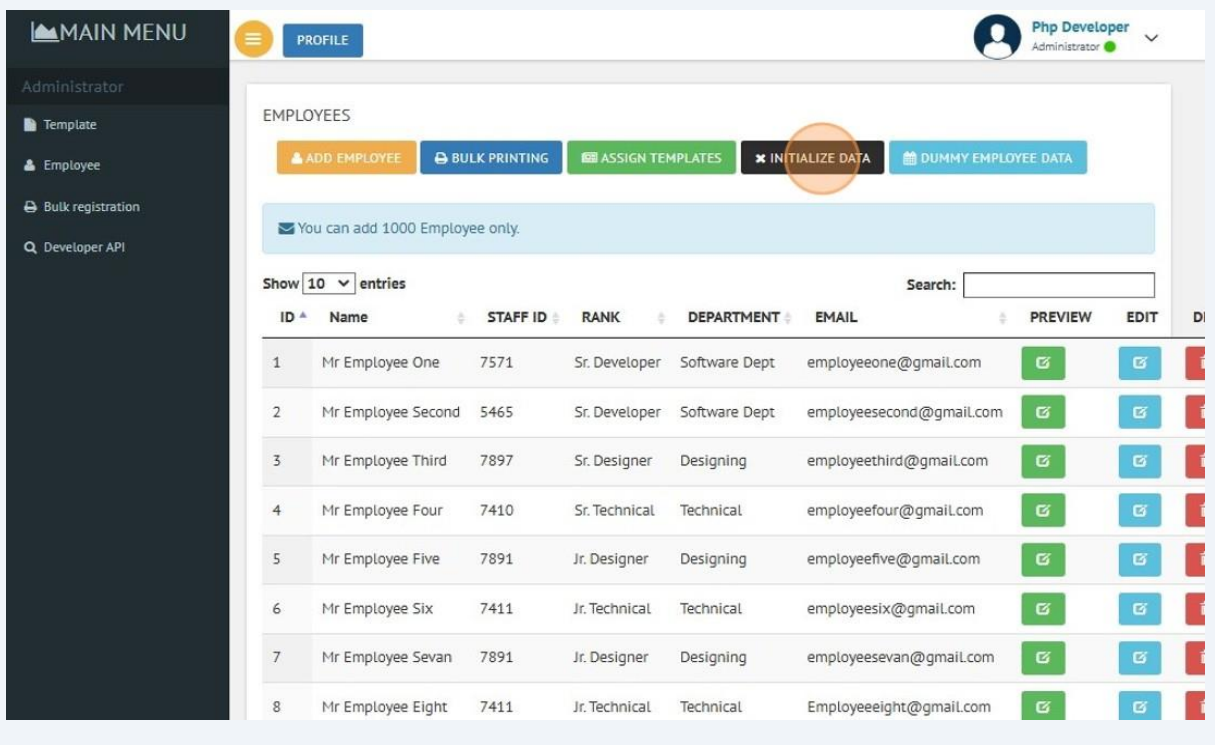 MAIN MENU
PROFILE
Php Developer
Administrator
Administrator
Template
Employee
Bulk registration
Developer API
EMPLOYEES
ADD EMPLOYEE BULK PRINTING ASSIGN TEMPLATES INITIALIZE DATA DUMMY EMPLOYEE DATA
You can add 1000 Employee only.
Show 10 entries Search:
ID Name STAFF ID RANK DEPARTMENT EMAIL PREVIEW EDIT
1 Mr Employee One 7571 Sr. Developer Software Dept employeeone@gmail.com
2 Mr Employee Second 5465 Sr. Developer Software Dept employeesecond@gmail.com
3 Mr Employee Third 7897 Sr. Designer Designing employeethird@gmail.com
4 Mr Employee Four 7410 Sr. Technical Technical employeefour@gmail.com
5 Mr Employee Five 7891 Jr. Designer Designing employeefive@gmail.com
6 Mr Employee Six 7411 Jr. Technical Technical employeesix@gmail.com
7 Mr Employee Sevan 7891 Jr. Designer Designing employeesevan@gmail.com
8 Mr Employee Eight 7411 Jr. Technical Technical Employeeeight@gmail.com